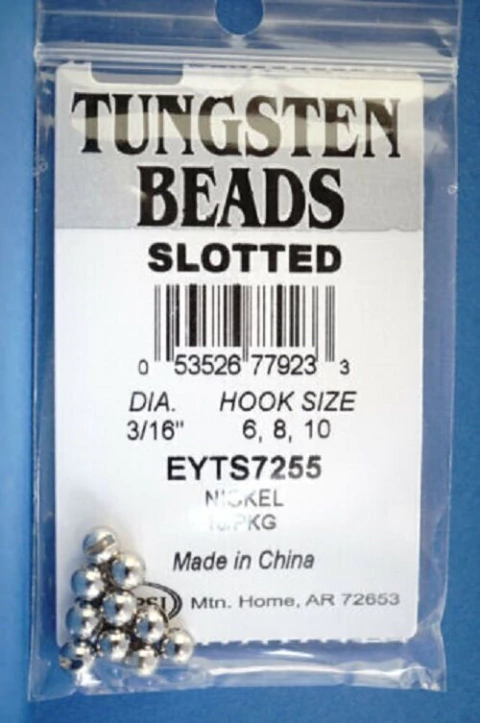 TUNGSTEN
BEADS
SLOTTED
0 53526 77923 3
DIA. HOOK SIZE
3/16" 6, 8, 10
EYTS7255
NICKEL
PKG
Made in China
Mtn. Home, AR 72653